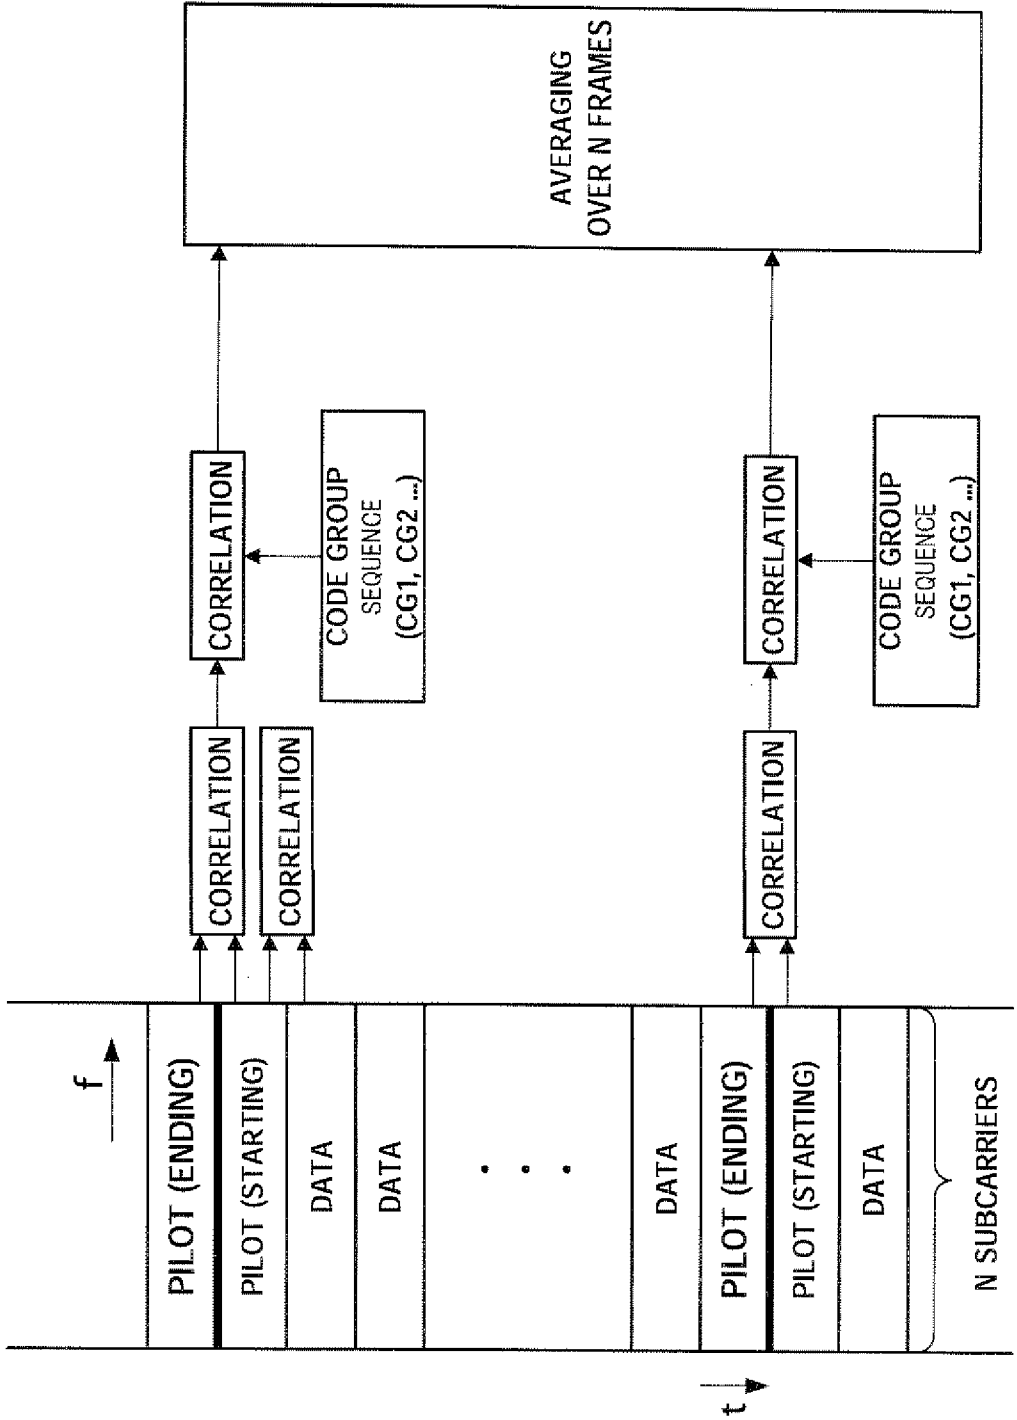 f
PILOT (ENDING)
PILOT (STARTING)
DATA
DATA
DATA
PILOT (ENDING)
PILOT (STARTING)
DATA
N SUBCARRIERS
t
CORRELATION
CORRELATION
CORRELATION
CORRELATION
CODE GROUP
SEQUENCE
(CG1, CG2 ...)
CORRELATION
CODE GROUP
SEQUENCE
(CG1, CG2 ...)
AVERAGING
OVER N FRAMES